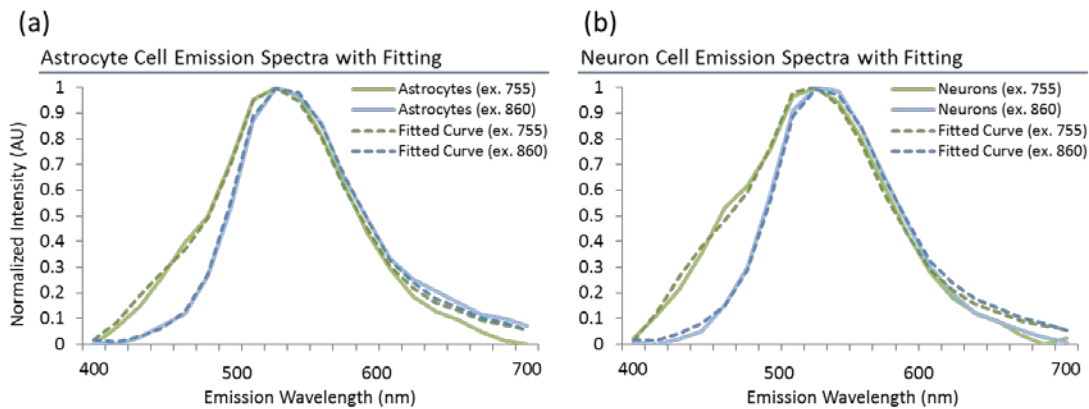 (a)
Astrocyte Cell Emission Spectra with Fitting
Normalized Intensity (AU)
1
0.9
0.8
0.7
0.6
0.5
0.4
0.3
0.2
0.1
0
Astrocytes (ex. 755)
Astrocytes (ex. 860)
Fitted Curve (ex. 755)
Fitted Curve (ex. 860)
400
500
600
700
Emission Wavelength (nm)
(b)
Neuron Cell Emission Spectra with Fitting
1
0.9
0.8
0.7
0.6
0.5
0.4
0.3
0.2
0.1
0
Neurons (ex. 755)
Neurons (ex. 860)
Fitted Curve (ex. 755)
Fitted Curve (ex. 860)
400
500
600
700
Emission Wavelength (nm)